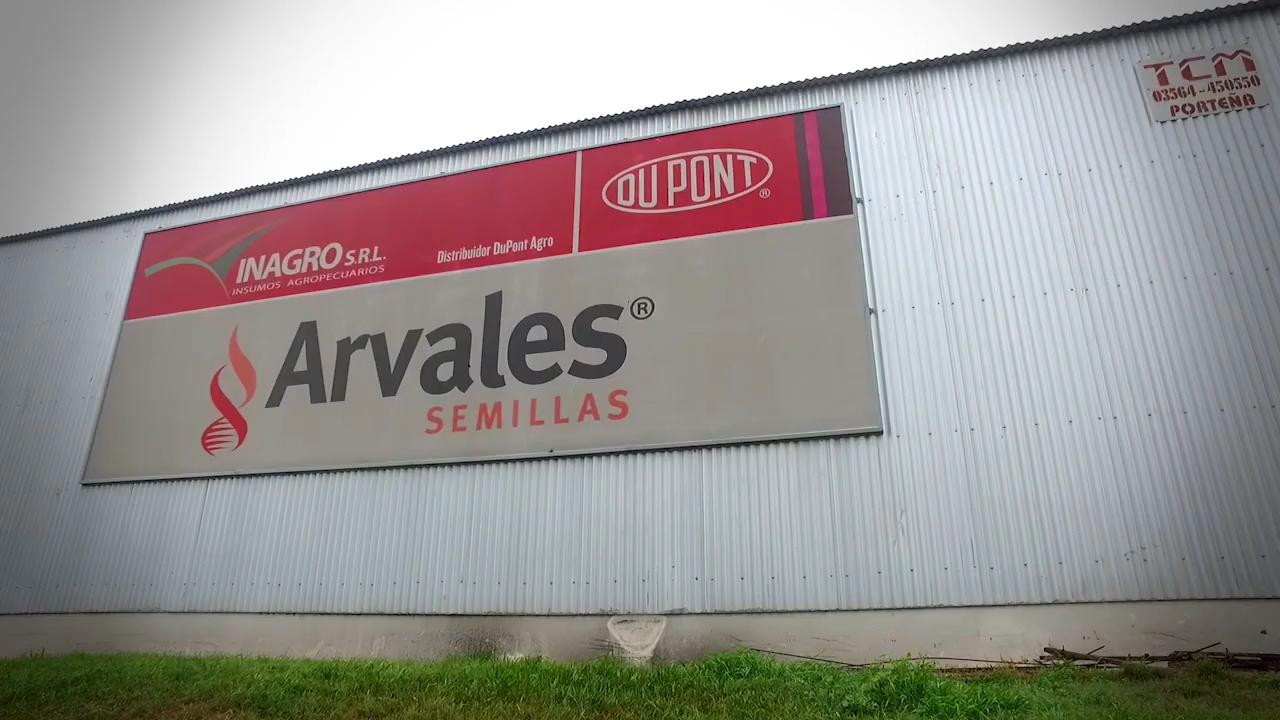 TCM
03564-450550
PORTEÑA
DU PONT®
INAGRO S.R.L.
INSUMOS AGROPECUARIOS
Distribuidor DuPont Agro
Arvales®
SEMILLAS